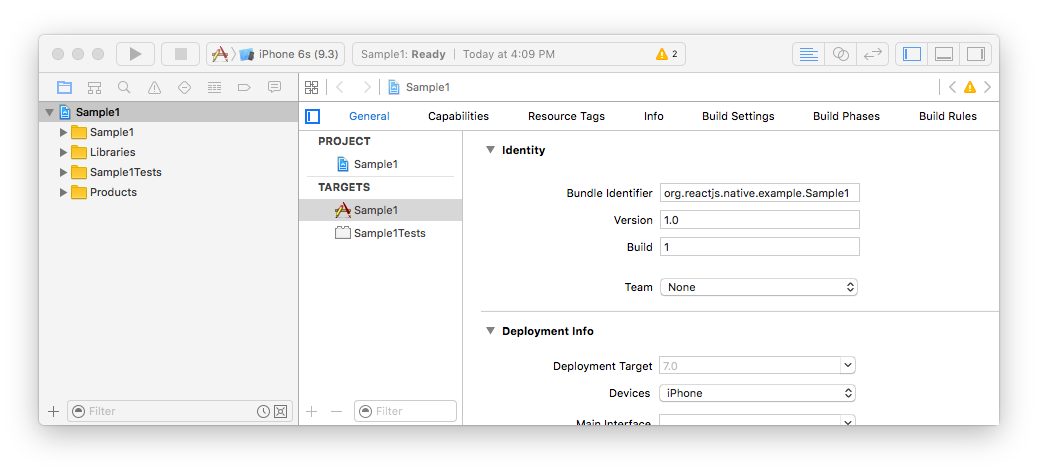 iPhone 6s (9.3)
Sample1: Ready | Today at 4:09 PM
2
Sample1
Sample1
Sample1
Libraries
Sample1Tests
Products
Filter
General
Capabilities
Resource Tags
Info
Build Settings
Build Phases
Build Rules
PROJECT
Sample1
TARGETS
Sample1
Sample1Tests
Filter
Identity
Bundle Identifier org.reactjs.native.example.Sample1
Version 1.0
Build 1
Team None
Deployment Info
Deployment Target 7.0
Devices iPhone
Main Interface